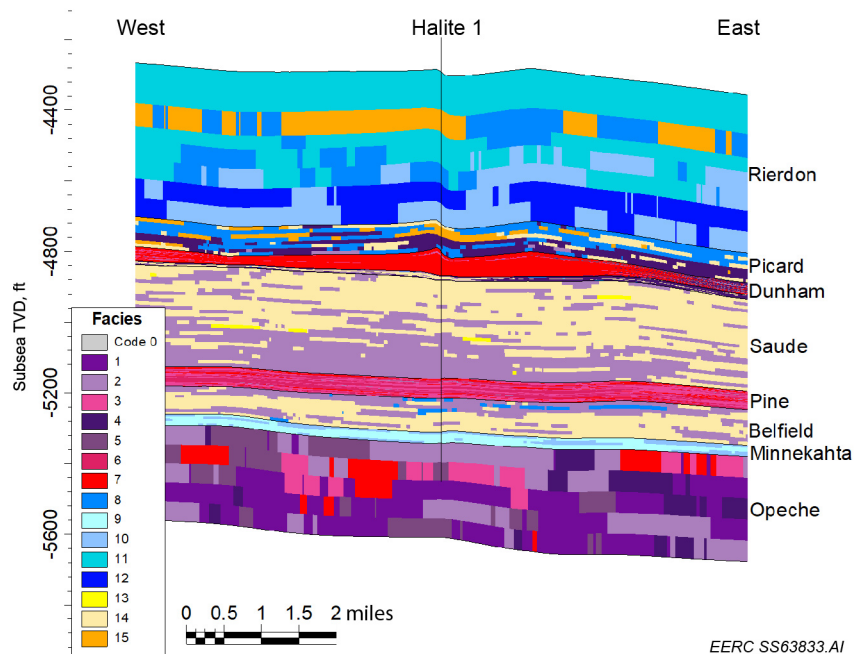 West Halite 1 East
-4400
Rierdon
-4800
Picard
Dunham
Subsea TVD, ft
Saude
-5200
Pine
Belfield
Minnekahta
Opeche
-5600
Facies
Code 0
1
2
3
4
5
6
7
8
9
10
11
12
13
14
15
0 0.5 1 1.5 2 miles
EERC SS63833.AI